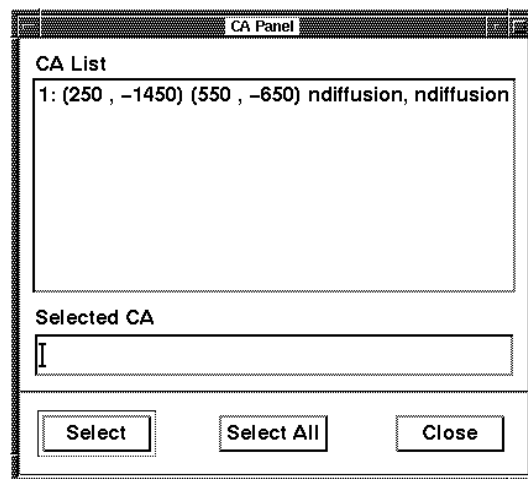 CA Panel
CA List
1: (250 , −1450) (550 , −650) ndiffusion, ndiffusion
Selected CA
Select
Select All
Close